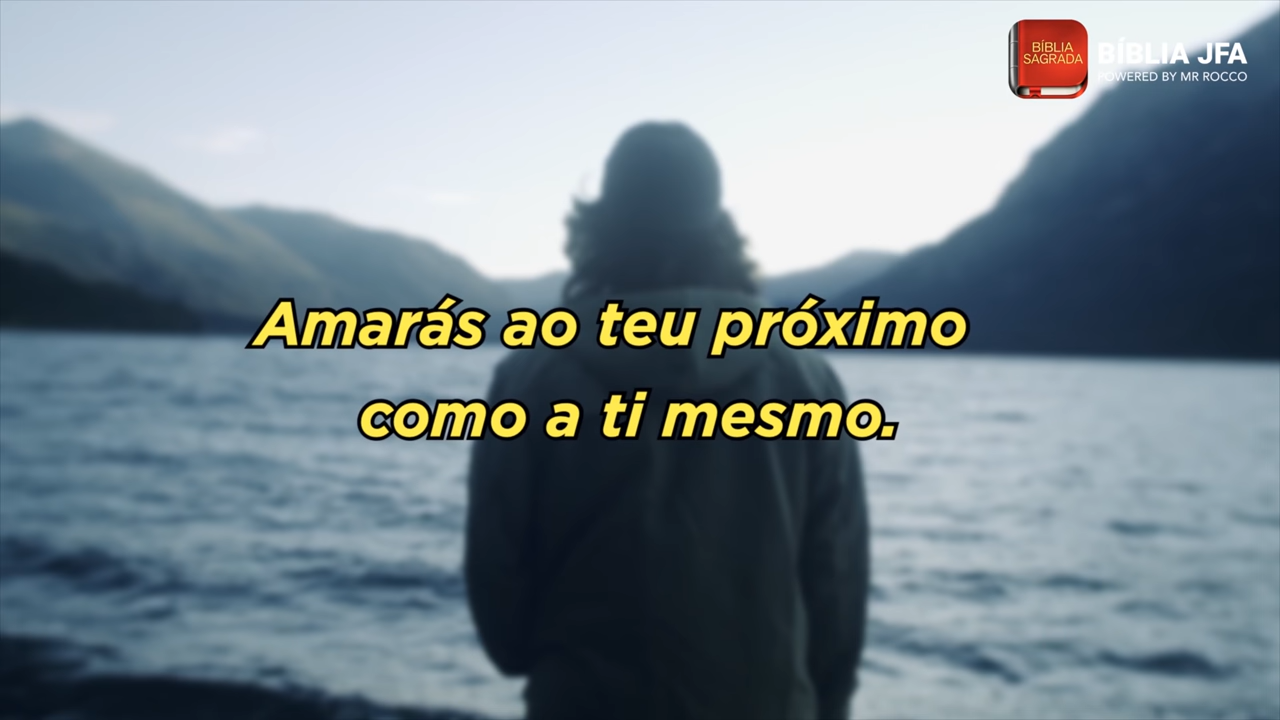 BÍBLIA
SAGRADA
BÍBLIA JFA
POWERED BY MR ROCCO
Amarás ao teu próximo
como a ti mesmo.